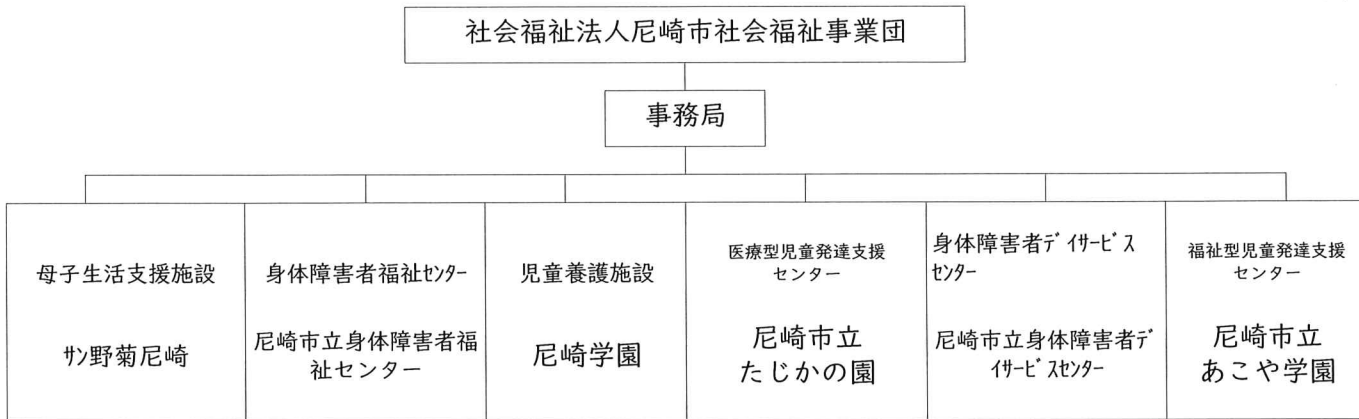 社会福祉法人尼崎市社会福祉事業団
事務局
母子生活支援施設
サン野菊尼崎
身体障害者福祉センター
尼崎市立身体障害者福
祉センター
児童養護施設
尼崎学園
医療型児童発達支援
センター
尼崎市立
たじかの園
身体障害者デイサービス
センター
尼崎市立身体障害者デ
イサービスセンター
福祉型児童発達支援
センター
尼崎市立
あこや学園